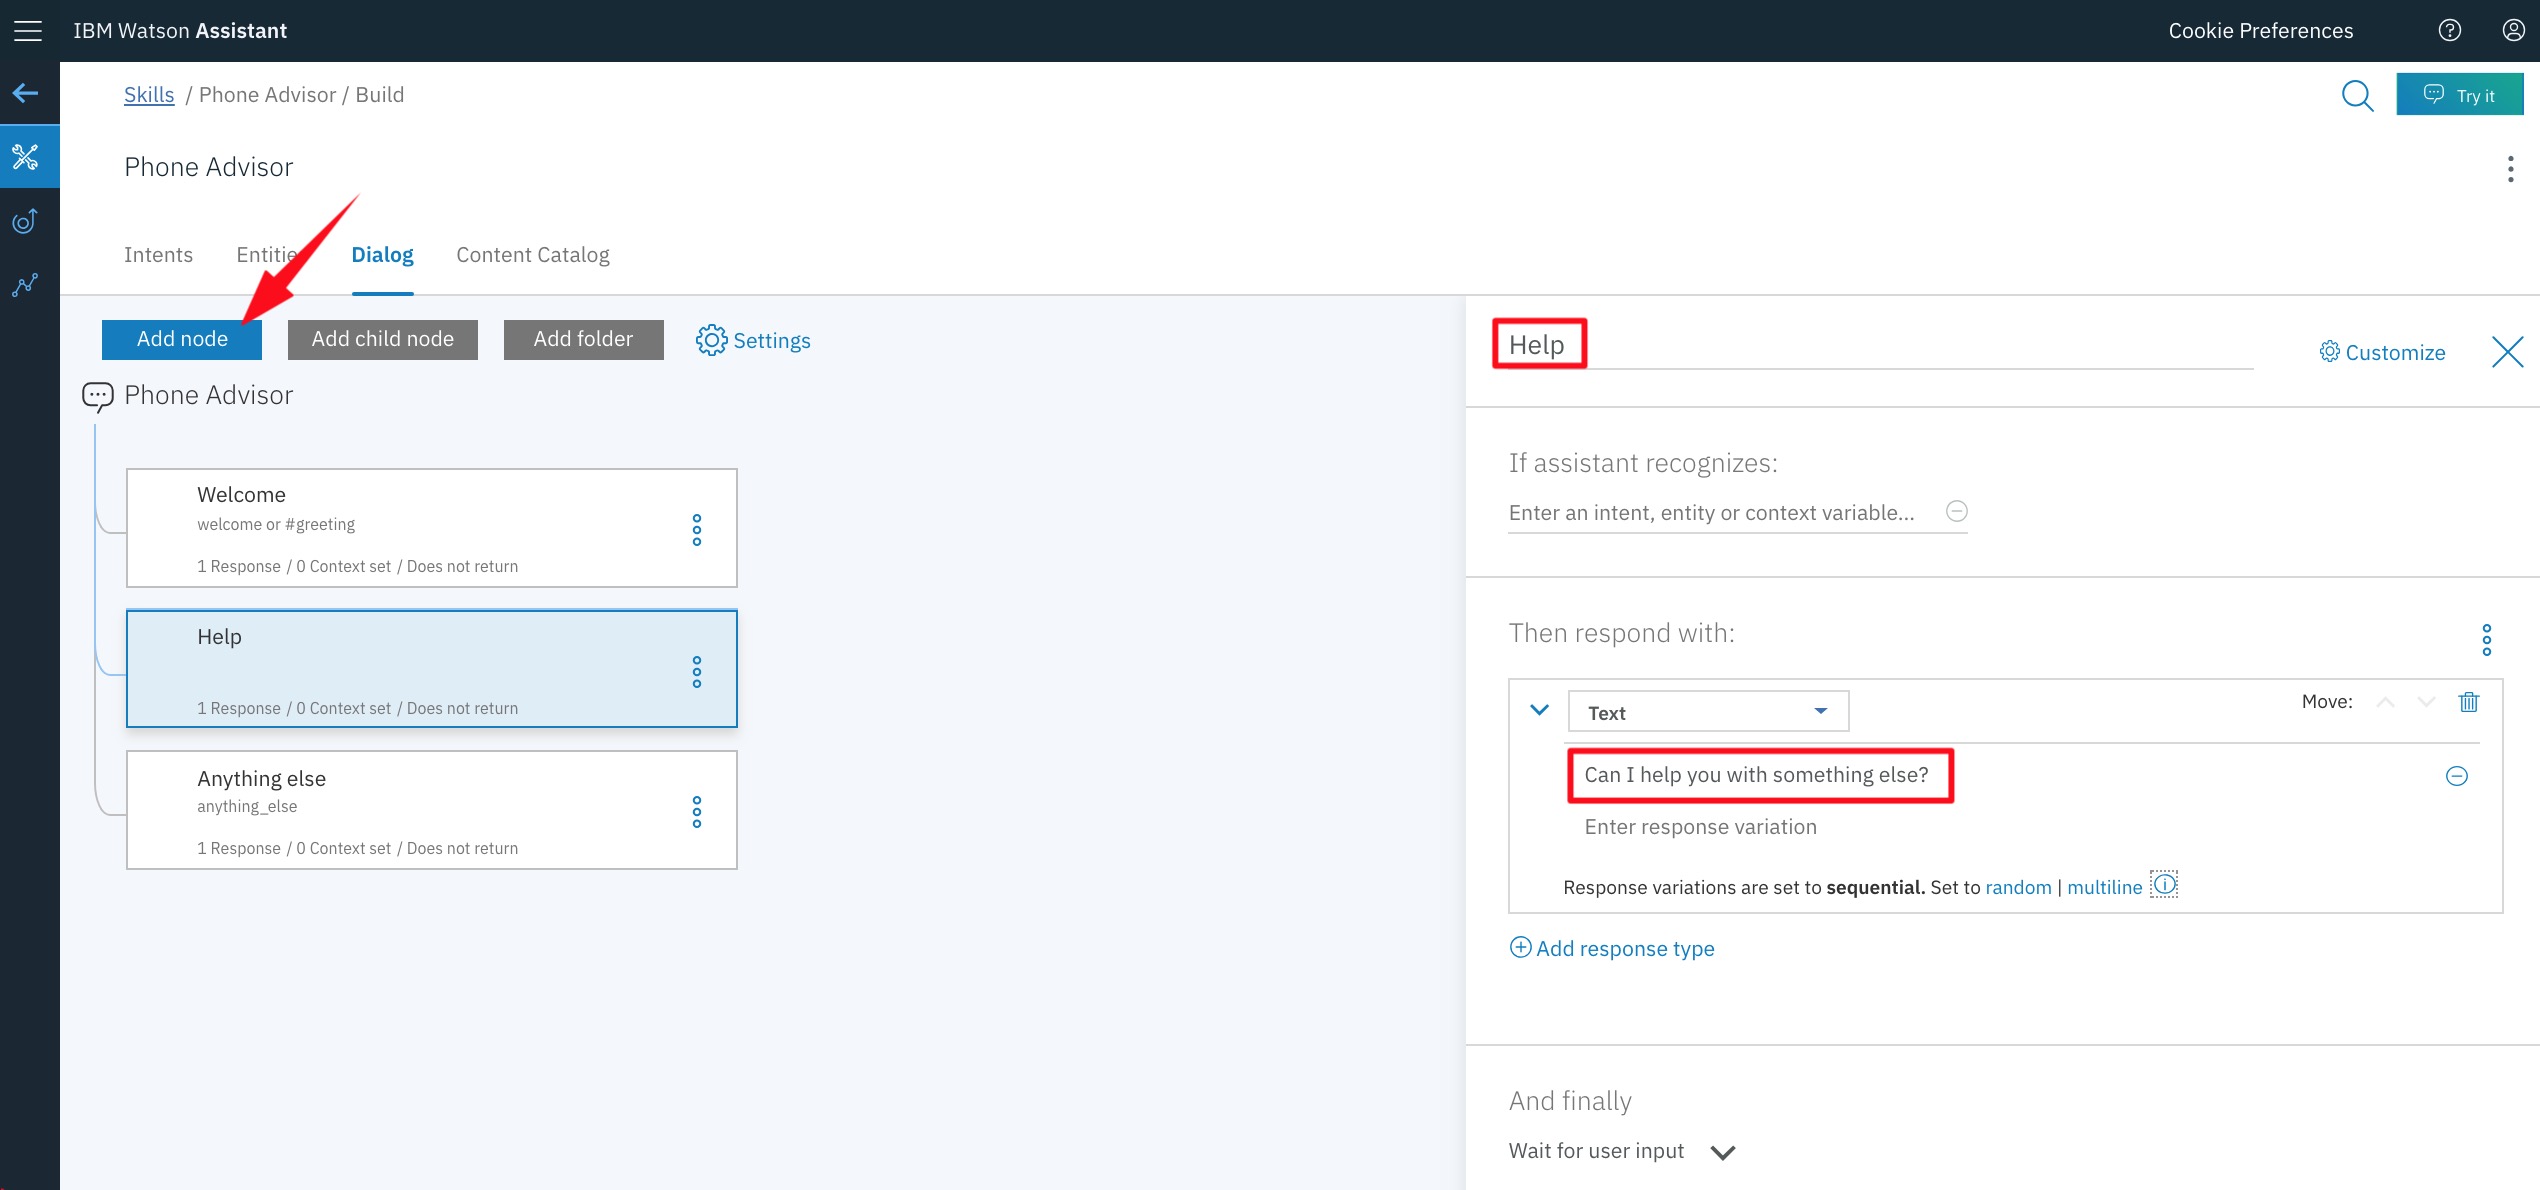 IBM Watson Assistant
Cookie Preferences
Skills / Phone Advisor / Build
Try it
Phone Advisor
Intents
Entitie
Dialog
Content Catalog
Add node
Add child node
Add folder
Settings
Phone Advisor
Welcome
welcome or #greeting
1 Response / 0 Context set / Does not return
Help
1 Response / 0 Context set / Does not return
Anything else
anything_else
1 Response / 0 Context set / Does not return
Help
Customize
If assistant recognizes:
Enter an intent, entity or context variable...
Then respond with:
Text
Move:
Can I help you with something else?
Enter response variation
Response variations are set to sequential. Set to random | multiline
Add response type
And finally
Wait for user input